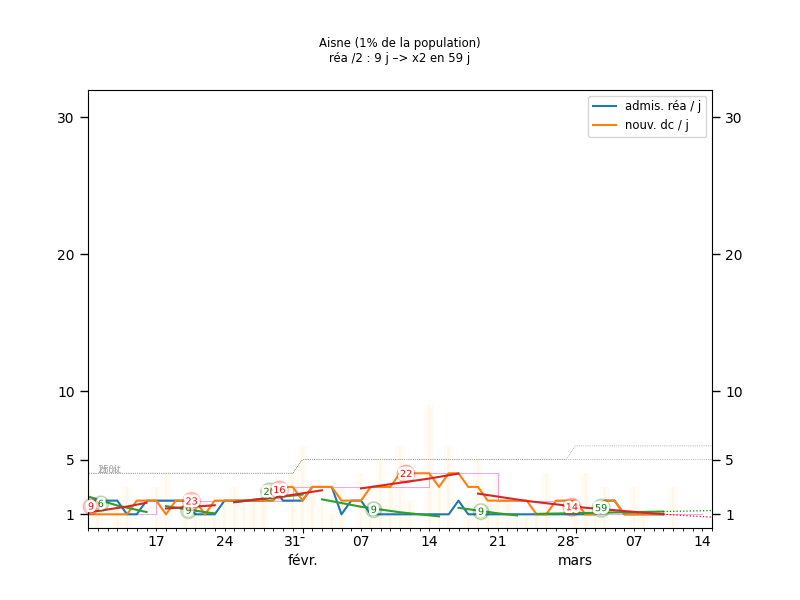 Aisne (1% de la population)
réa /2 : 9 j –> x2 en 59 j
admis. réa / j
nouv. dc / j
30 30
20 20
10 10
5 5
1 1
9 6 9 23 16 9 22 9 14 59
17 24 31 07 14 21 28 07 14
févr. mars